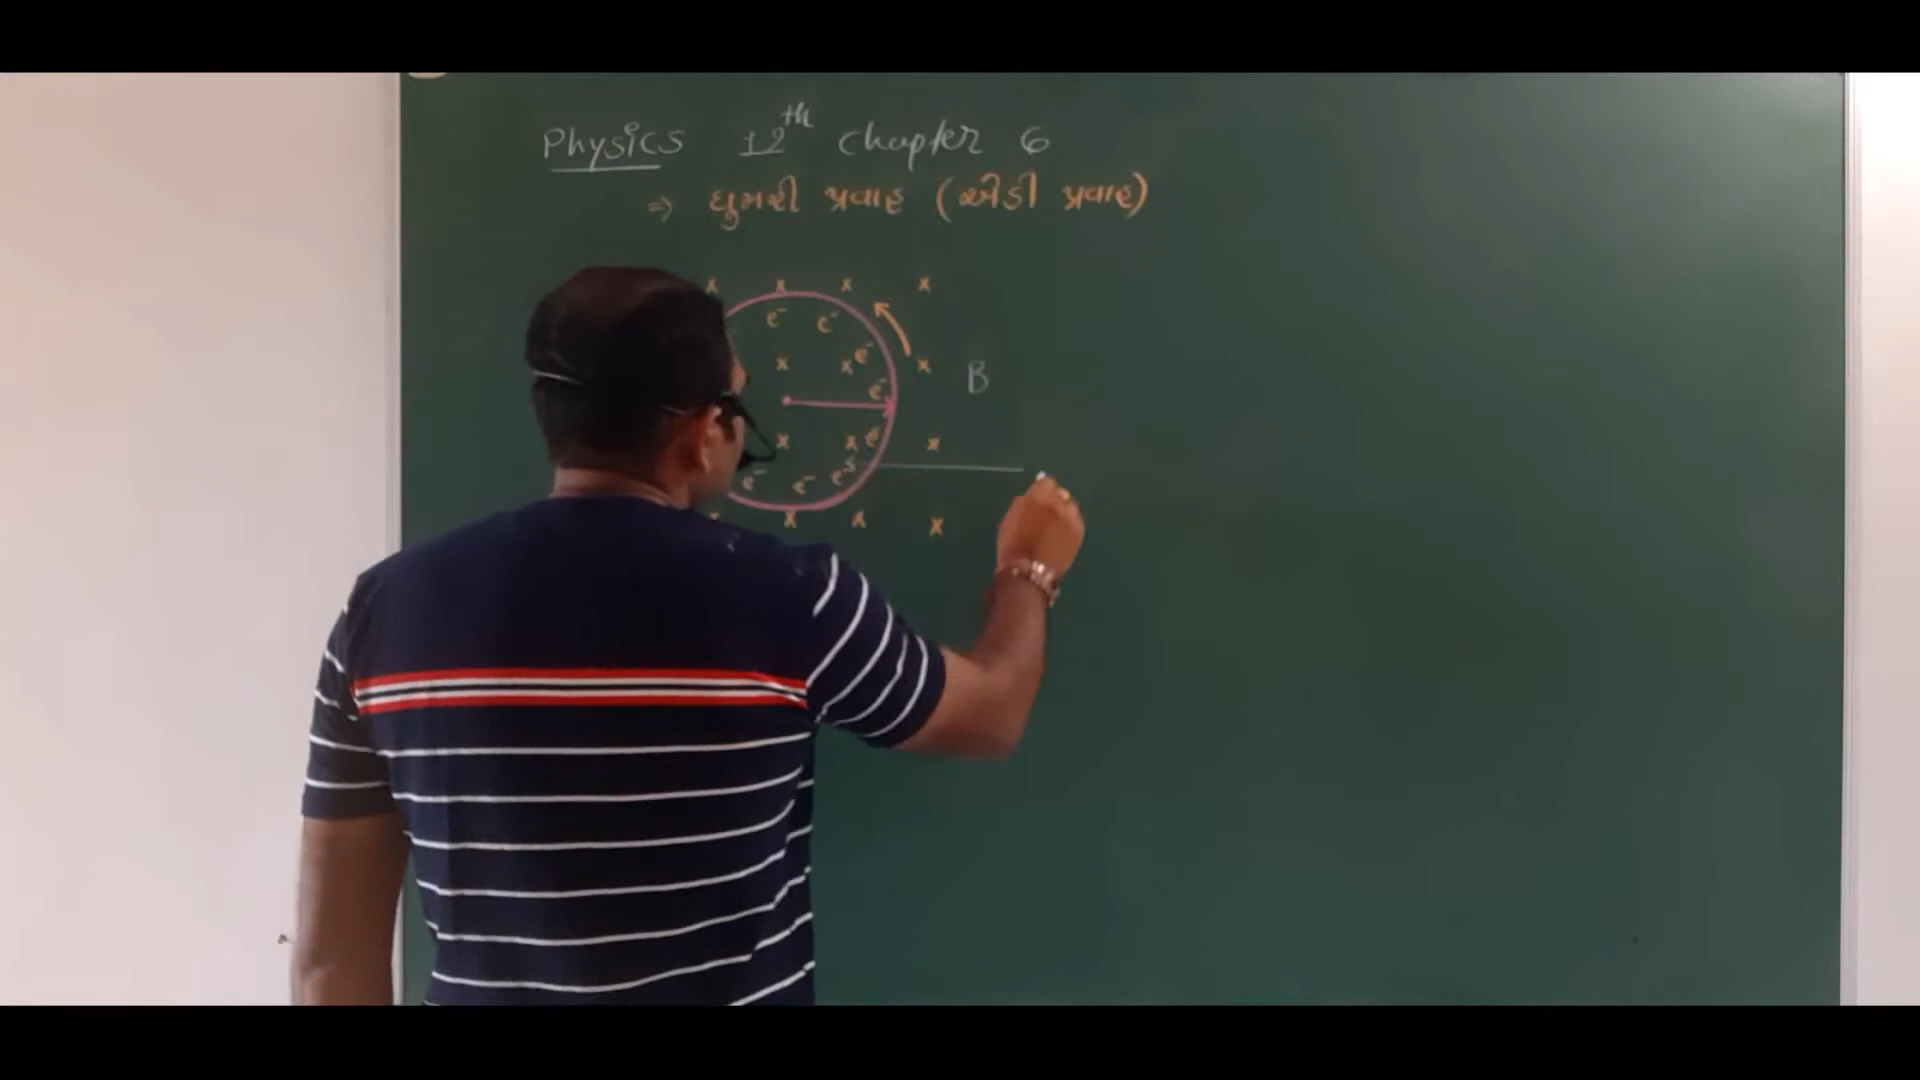 Physics 12th chapter 6
⇒ ઘુમરી પ્રવાહ (એડી પ્રવાહ)
x x x x
e- e-
x x e- x B
e-
x x e- x
e- e- e-
x x x